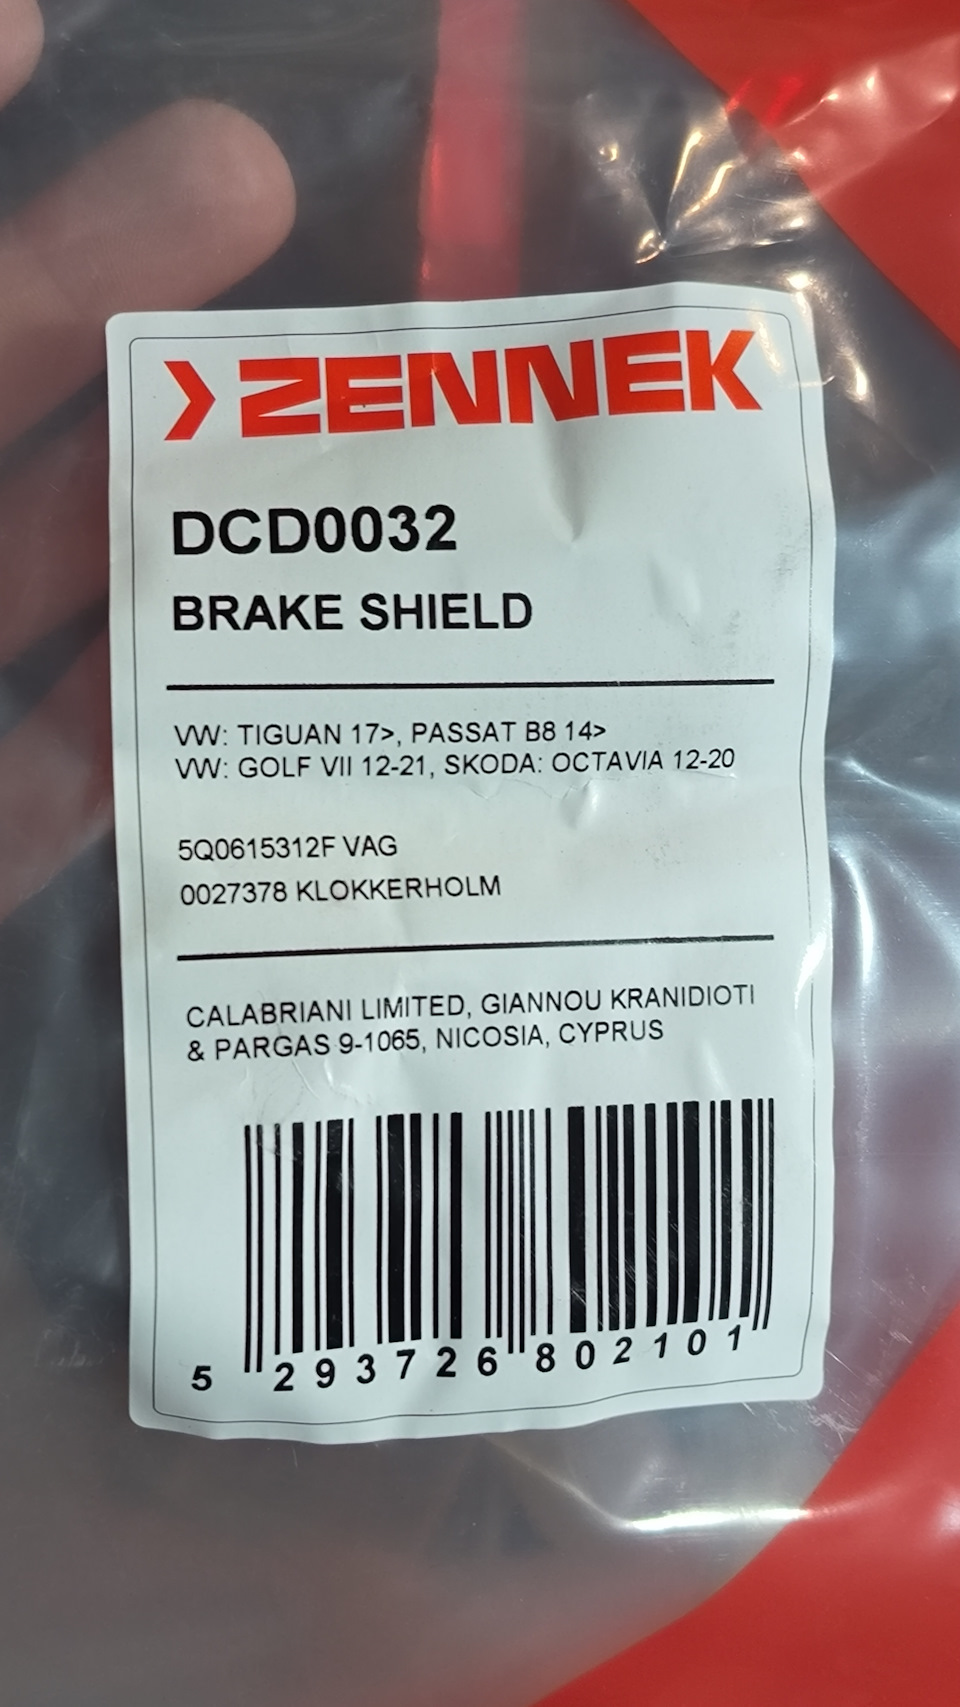 ZENNEK
DCD0032
BRAKE SHIELD
VW: TIGUAN 17>, PASSAT B8 14>
VW: GOLF VII 12-21, SKODA: OCTAVIA 12-20
5Q0615312F VAG
0027378 KLOKKERHOLM
CALABRIANI LIMITED, GIANNOU KRANIDIOTI
& PARGAS 9-1065, NICOSIA, CYPRUS
5 293726 802101